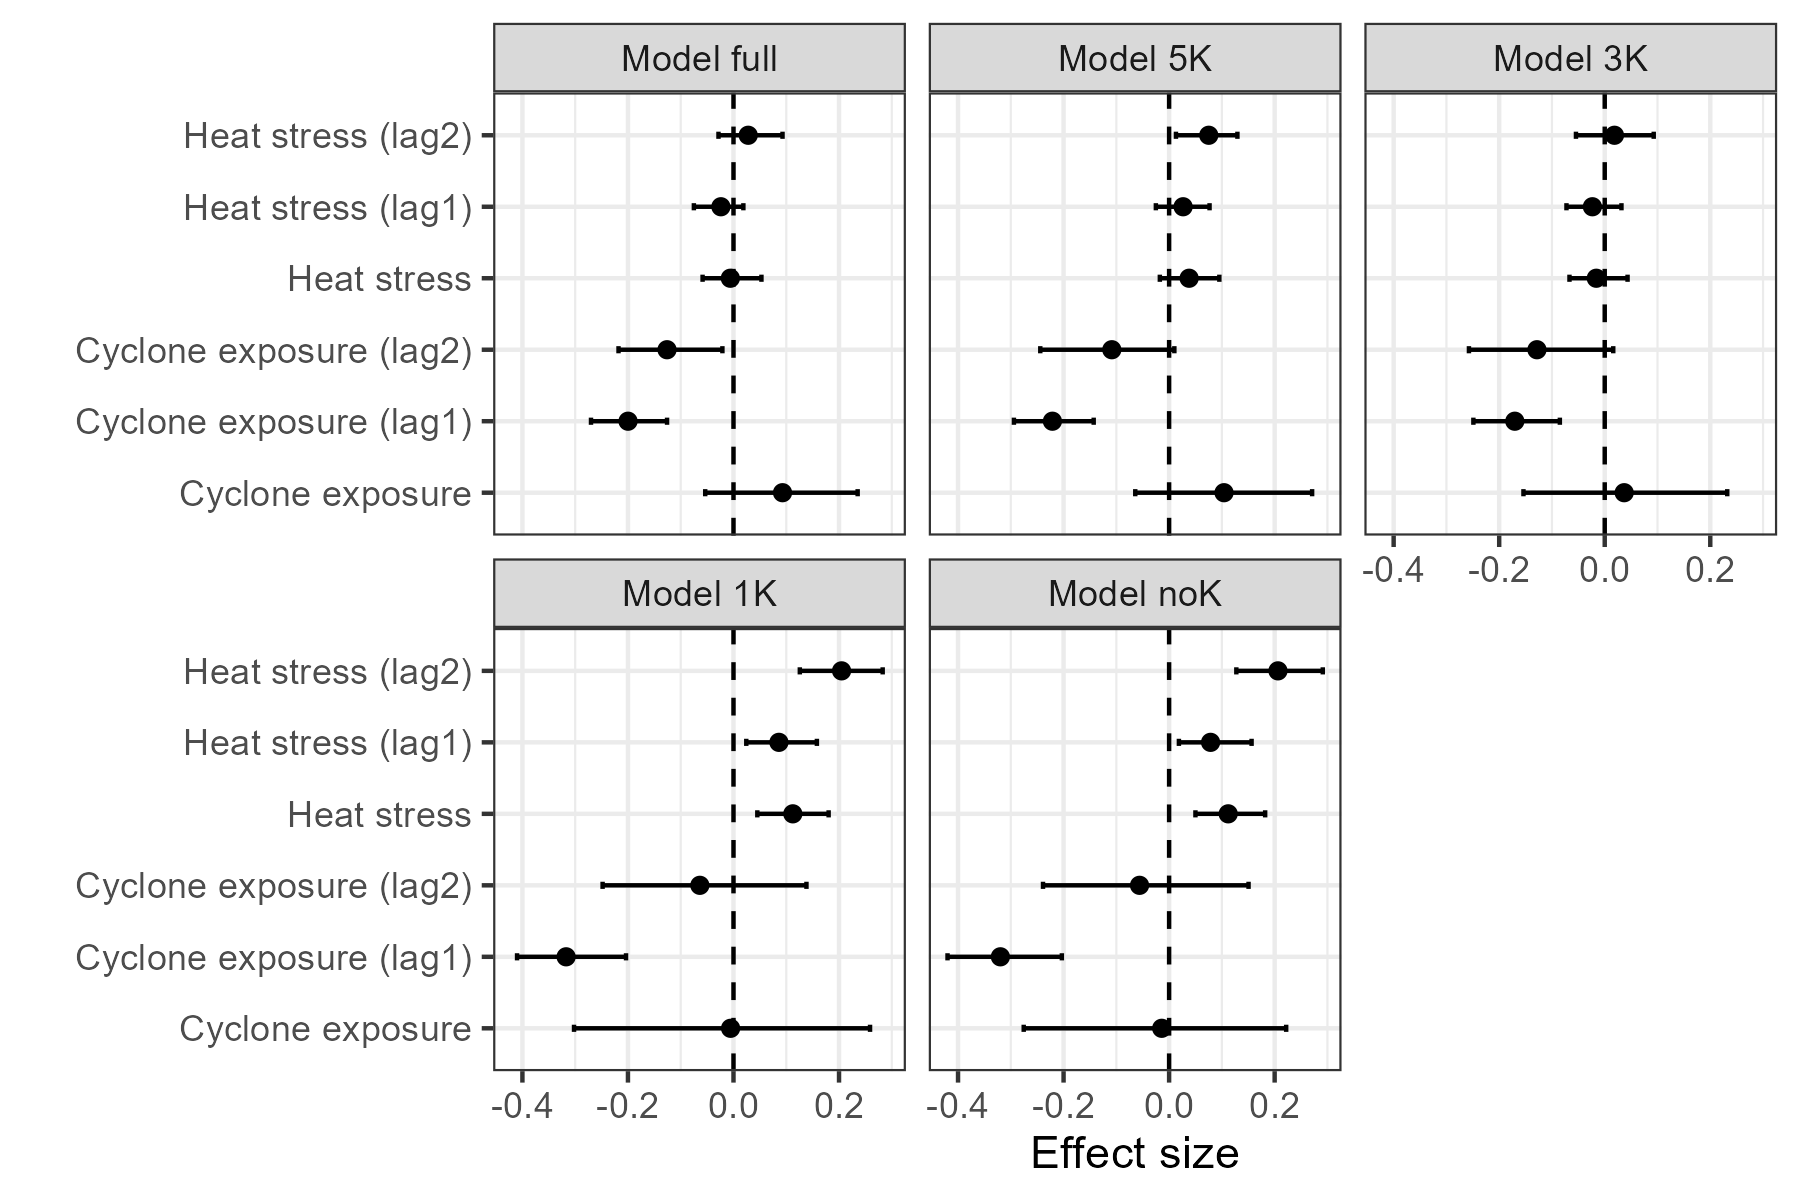 Model full
Model 5K
Model 3K
Heat stress (lag2)
Heat stress (lag1)
Heat stress
Cyclone exposure (lag2)
Cyclone exposure (lag1)
Cyclone exposure
-0.4 -0.2 0.0 0.2
Model 1K
Model noK
Heat stress (lag2)
Heat stress (lag1)
Heat stress
Cyclone exposure (lag2)
Cyclone exposure (lag1)
Cyclone exposure
-0.4 -0.2 0.0 0.2
-0.4 -0.2 0.0 0.2
Effect size